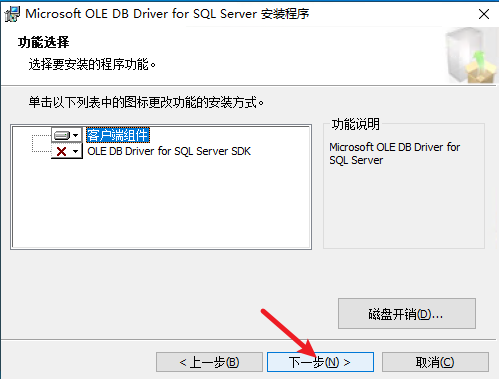 Microsoft OLE DB Driver for SQL Server 安装程序
功能选择
选择要安装的程序功能。
单击以下列表中的图标更改功能的安装方式。
客户端组件
OLE DB Driver for SQL Server SDK
功能说明
Microsoft OLE DB Driver for
SQL Server
磁盘开销(D)...
< 上一步(B)
下一步(N) >
取消(C)